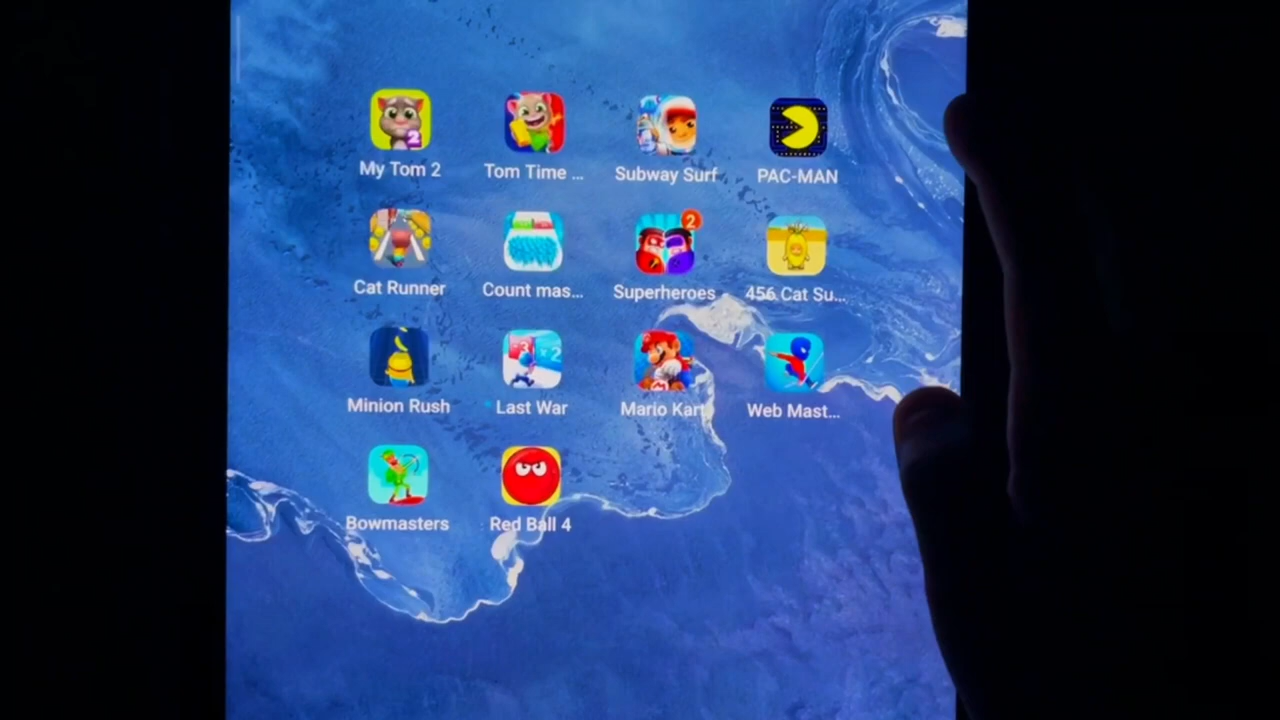 My Tom 2
Tom Time ...
Subway Surf
PAC-MAN
2
Cat Runner
Count mas...
Superheroes
456 Cat Su...
Minion Rush
Last War
Mario Kart
Web Mast...
Bowmasters
Red Ball 4